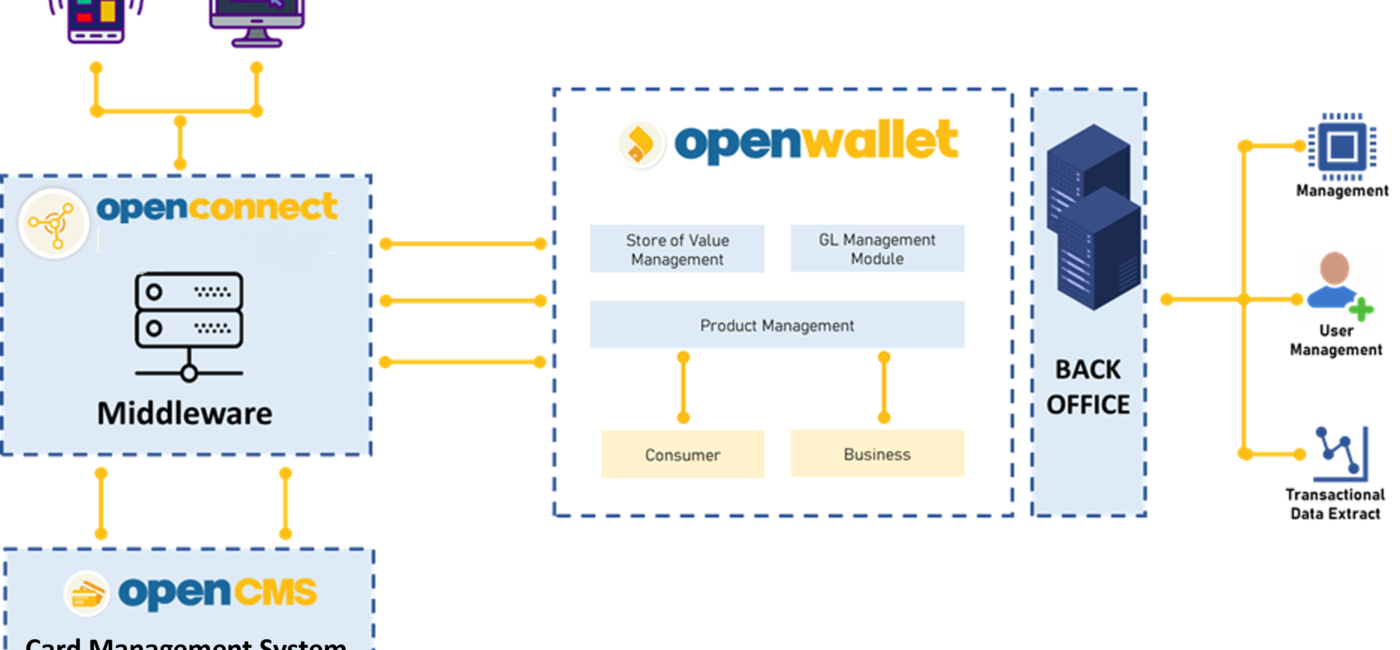 openconnect
Middleware
openCMS
Card Management System
openwallet
Store of Value
Management
GL Management
Module
Product Management
Consumer
Business
BACK
OFFICE
Management
User
Management
Transactional
Data Extract